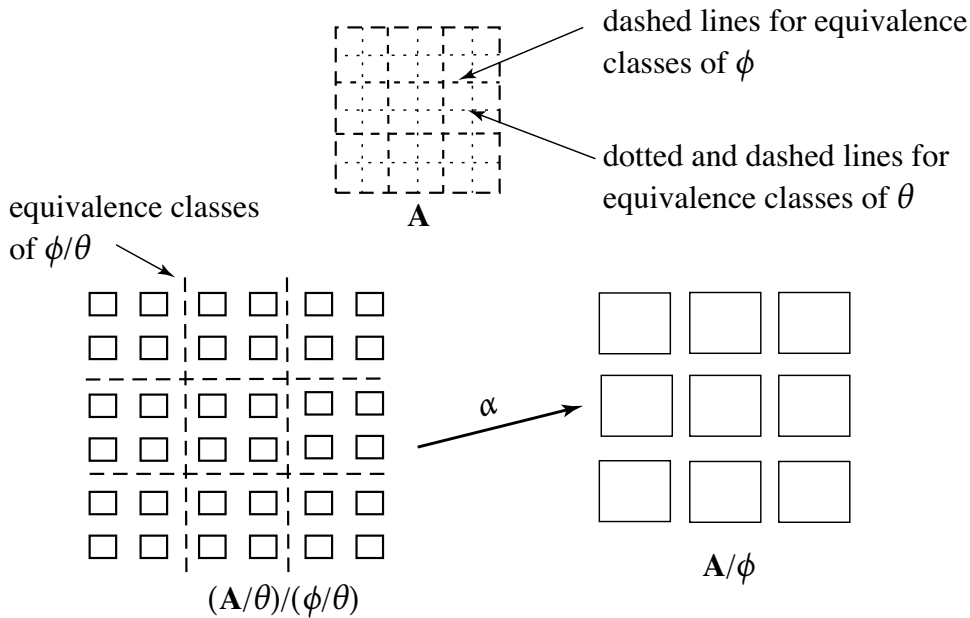 dashed lines for equivalence
classes of ϕ
dotted and dashed lines for
equivalence classes of θ
A
equivalence classes
of ϕ/θ
α
(A/θ)/(ϕ/θ)
A/ϕ